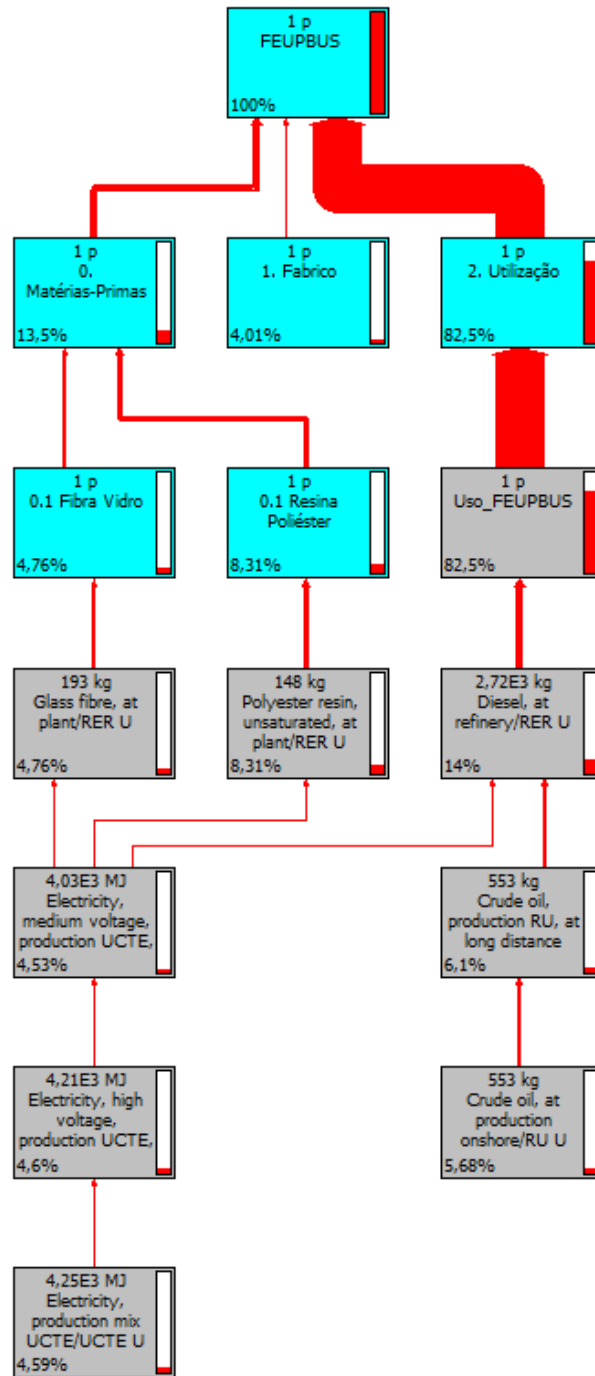 1 p
FEUPBUS
100%
1 p
0.
Matérias-Primas
13,5%
1 p
1. Fabrico
4,01%
1 p
2. Utilização
82,5%
1 p
0.1 Fibra Vidro
4,76%
1 p
0.1 Resina
Poliéster
8,31%
1 p
Uso_FEUPBUS
82,5%
193 kg
Glass fibre, at
plant/RER U
4,76%
148 kg
Polyester resin,
unsaturated, at
plant/RER U
8,31%
2,72E3 kg
Diesel, at
refinery/RER U
14%
4,03E3 MJ
Electricity,
medium voltage,
production UCTE,
4,53%
553 kg
Crude oil,
production RU, at
long distance
6,1%
4,21E3 MJ
Electricity, high
voltage,
production UCTE,
4,6%
553 kg
Crude oil, at
production
onshore/RU U
5,68%
4,25E3 MJ
Electricity,
production mix
UCTE/UCTE U
4,59%